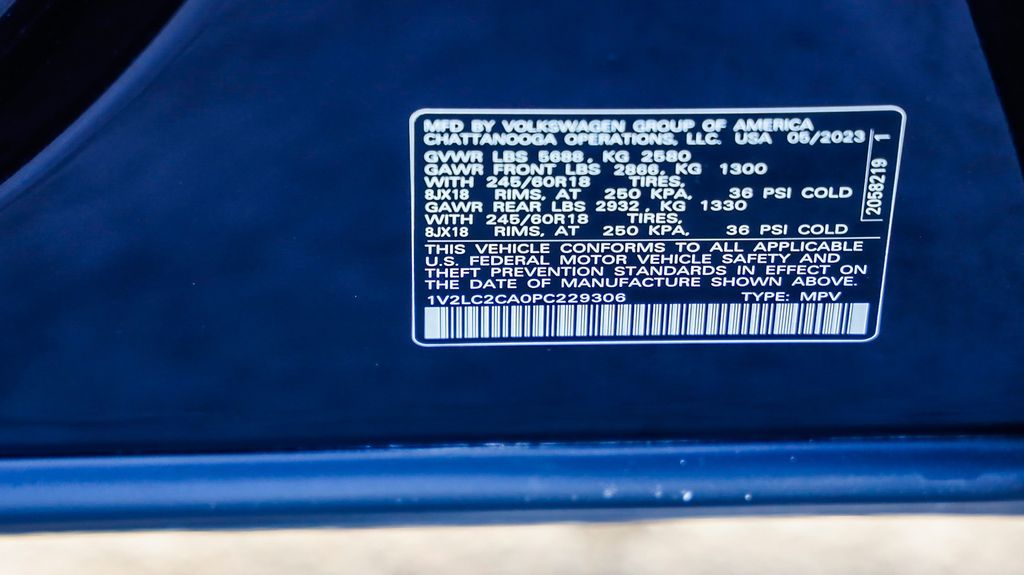 MFD BY VOLKSWAGEN GROUP OF AMERICA
CHATTANOOGA OPERATIONS, LLC. USA 05/2023
GVWR LBS 5688, KG 2580
GAWR FRONT LBS 2866, KG 1300
WITH 245/60R18 TIRES,
8JX18 RIMS, AT 250 KPA, 36 PSI COLD
GAWR REAR LBS 2932, KG 1330
WITH 245/60R18 TIRES,
8JX18 RIMS, AT 250 KPA, 36 PSI COLD
THIS VEHICLE CONFORMS TO ALL APPLICABLE
U.S. FEDERAL MOTOR VEHICLE SAFETY AND
THEFT PREVENTION STANDARDS IN EFFECT ON
THE DATE OF MANUFACTURE SHOWN ABOVE.
1V2LC2CA0PC229306 TYPE: MPV
2058219 1